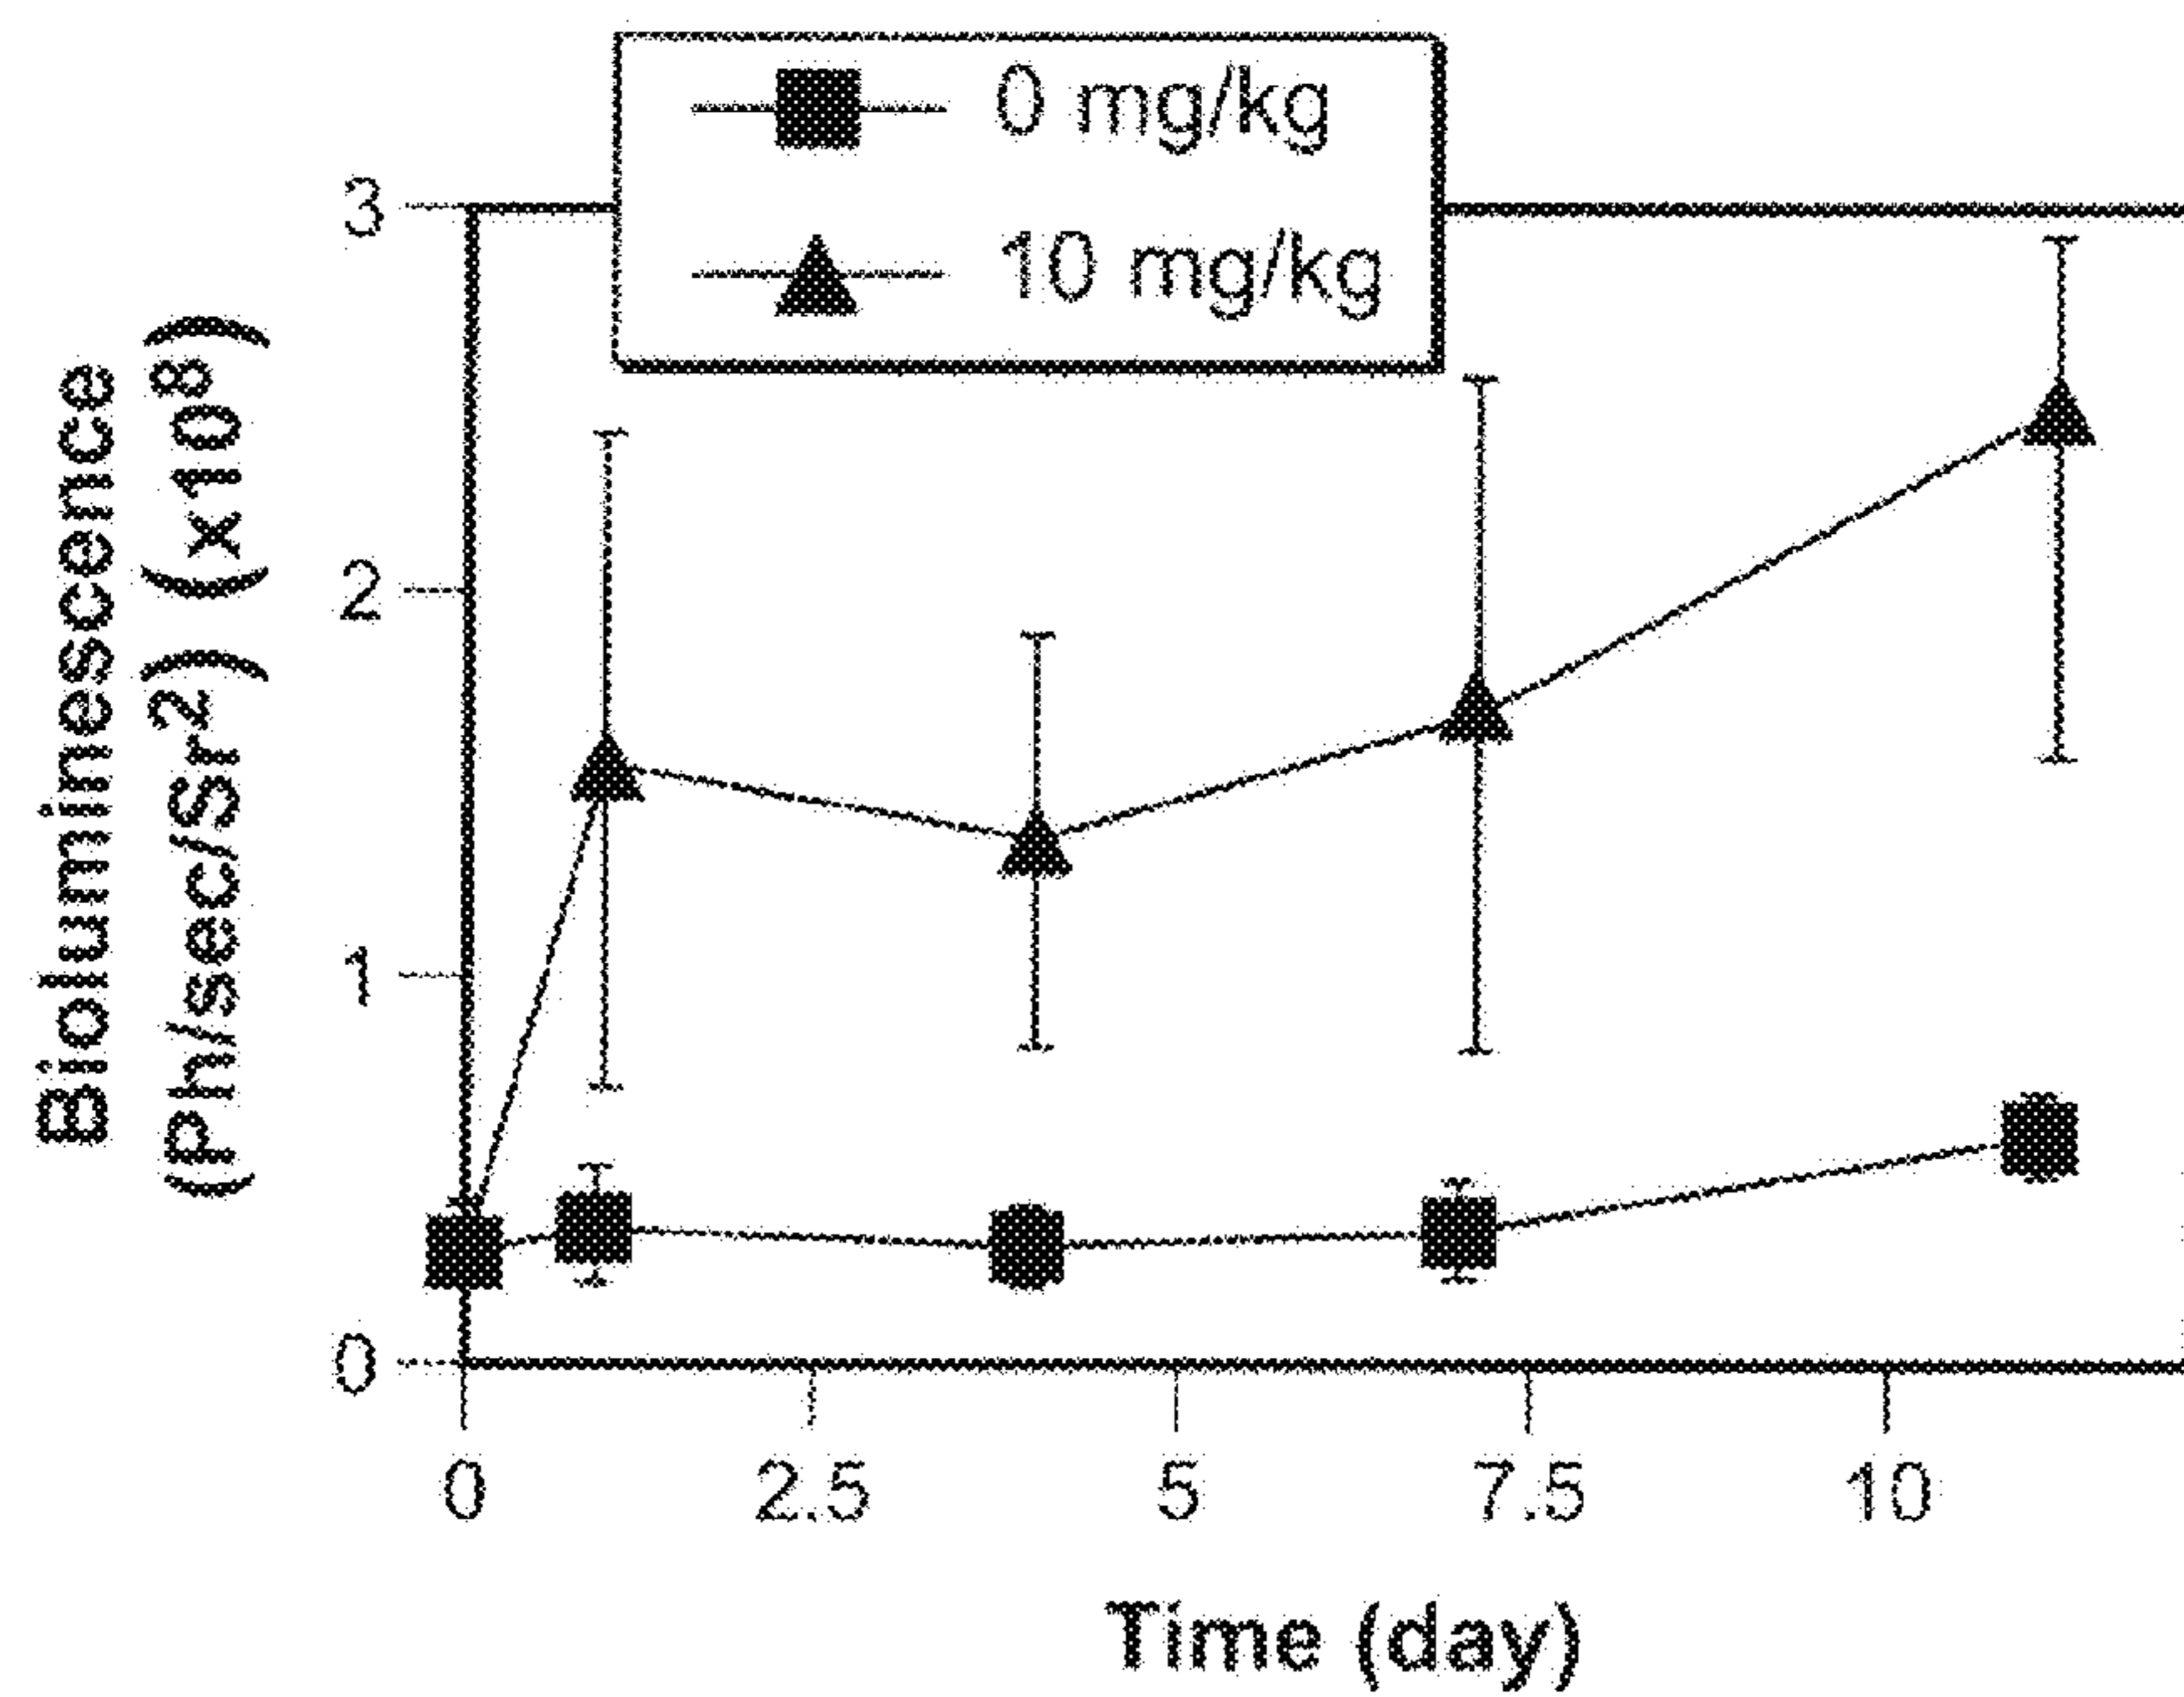 0 mg/kg
10 mg/kg
3
2
1
0
Bioluminescence
(Ph/sec/Sr²) (x10⁸)
0 2.5 5 7.5 10
Time (day)